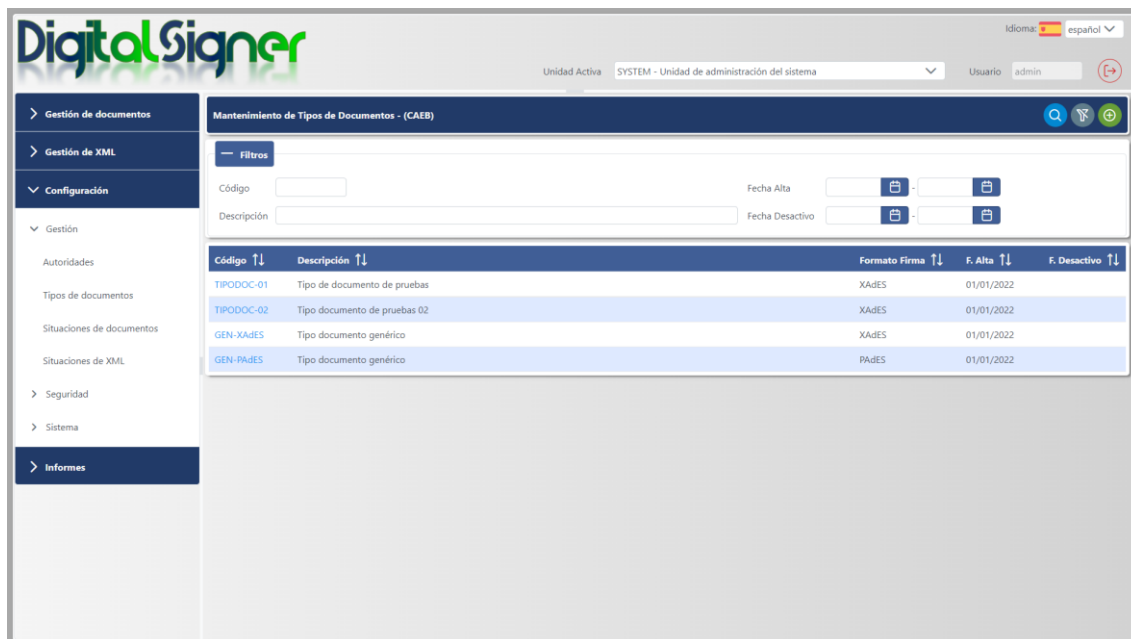 DigitalSigner
Idioma: español
Unidad Activa SYSTEM - Unidad de administración del sistema Usuario admin
Gestión de documentos
Gestión de XML
Configuración
Gestión
Autoridades
Tipos de documentos
Situaciones de documentos
Situaciones de XML
Seguridad
Sistema
Informes
Mantenimiento de Tipos de Documentos - (CAEB)
Filtros
Código Fecha Alta -
Descripción Fecha Desactivo -
Código Descripción Formato Firma F. Alta F. Desactivo
TIPODOC-01 Tipo de documento de pruebas XAdES 01/01/2022
TIPODOC-02 Tipo documento de pruebas 02 XAdES 01/01/2022
GEN-XAdES Tipo documento genérico XAdES 01/01/2022
GEN-PAdES Tipo documento genérico PAdES 01/01/2022